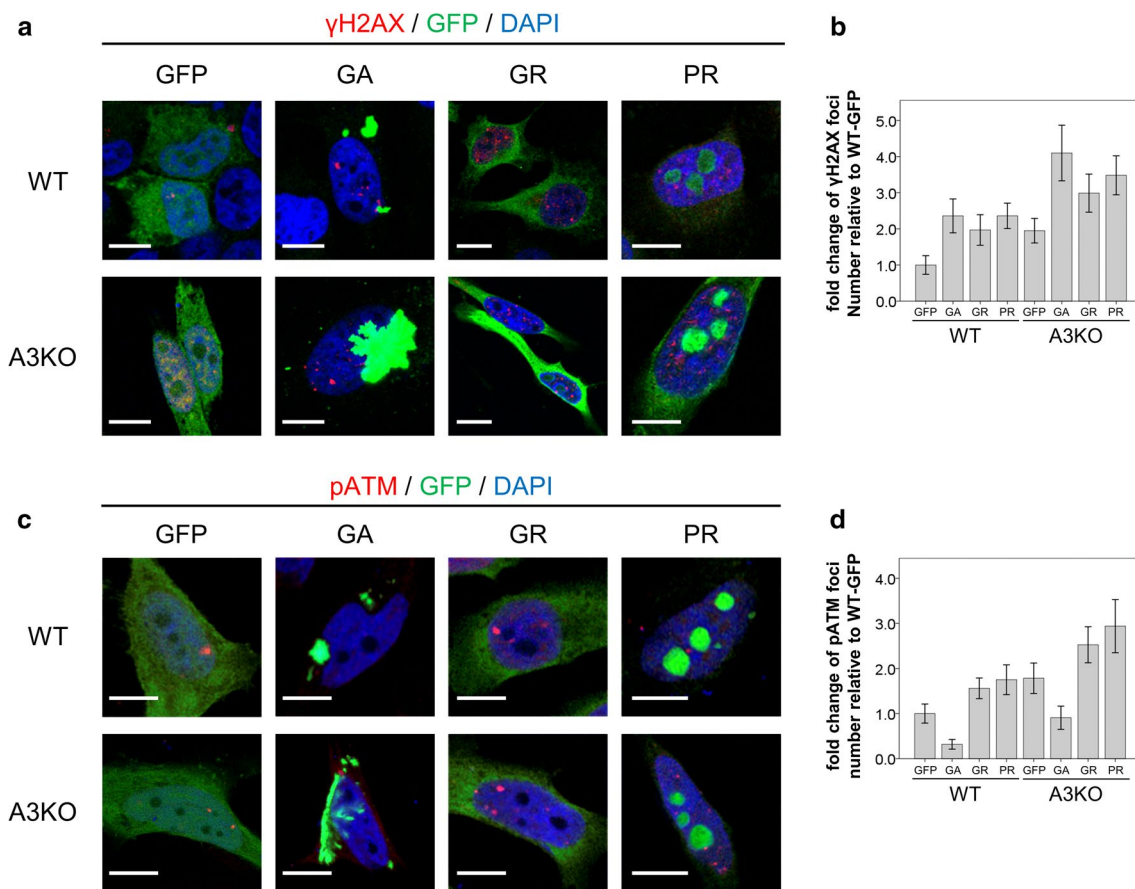 a
γH2AX / GFP / DAPI
GFP GA GR PR
WT
A3KO
b
fold change of γH2AX foci
Number relative to WT-GFP
5.0
4.0
3.0
2.0
1.0
0.0
GFP GA GR PR GFP GA GR PR
WT A3KO
c
pATM / GFP / DAPI
GFP GA GR PR
WT
A3KO
d
fold change of pATM foci
number relative to WT-GFP
4.0
3.0
2.0
1.0
0.0
GFP GA GR PR GFP GA GR PR
WT A3KO